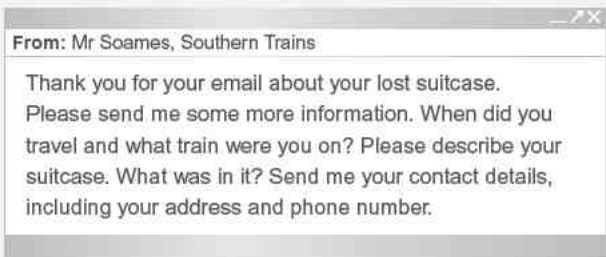 From: Mr Soames, Southern Trains
Thank you for your email about your lost suitcase.
Please send me some more information. When did you
travel and what train were you on? Please describe your
suitcase. What was in it? Send me your contact details,
including your address and phone number.